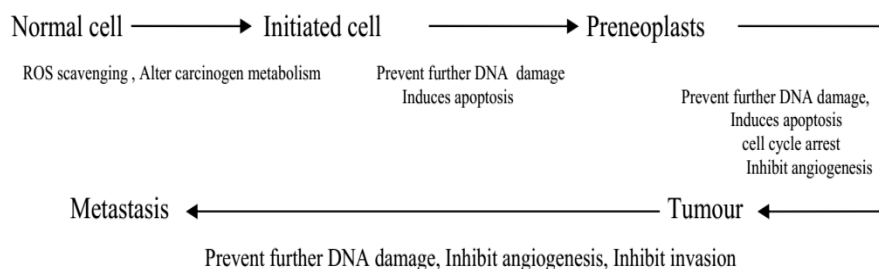 Normal cell Initiated cell Preneoplasts
ROS scavenging , Alter carcinogen metabolism
Prevent further DNA damage
Induces apoptosis
Prevent further DNA damage,
Induces apoptosis
cell cycle arrest
Inhibit angiogenesis
Metastasis Tumour
Prevent further DNA damage, Inhibit angiogenesis, Inhibit invasion